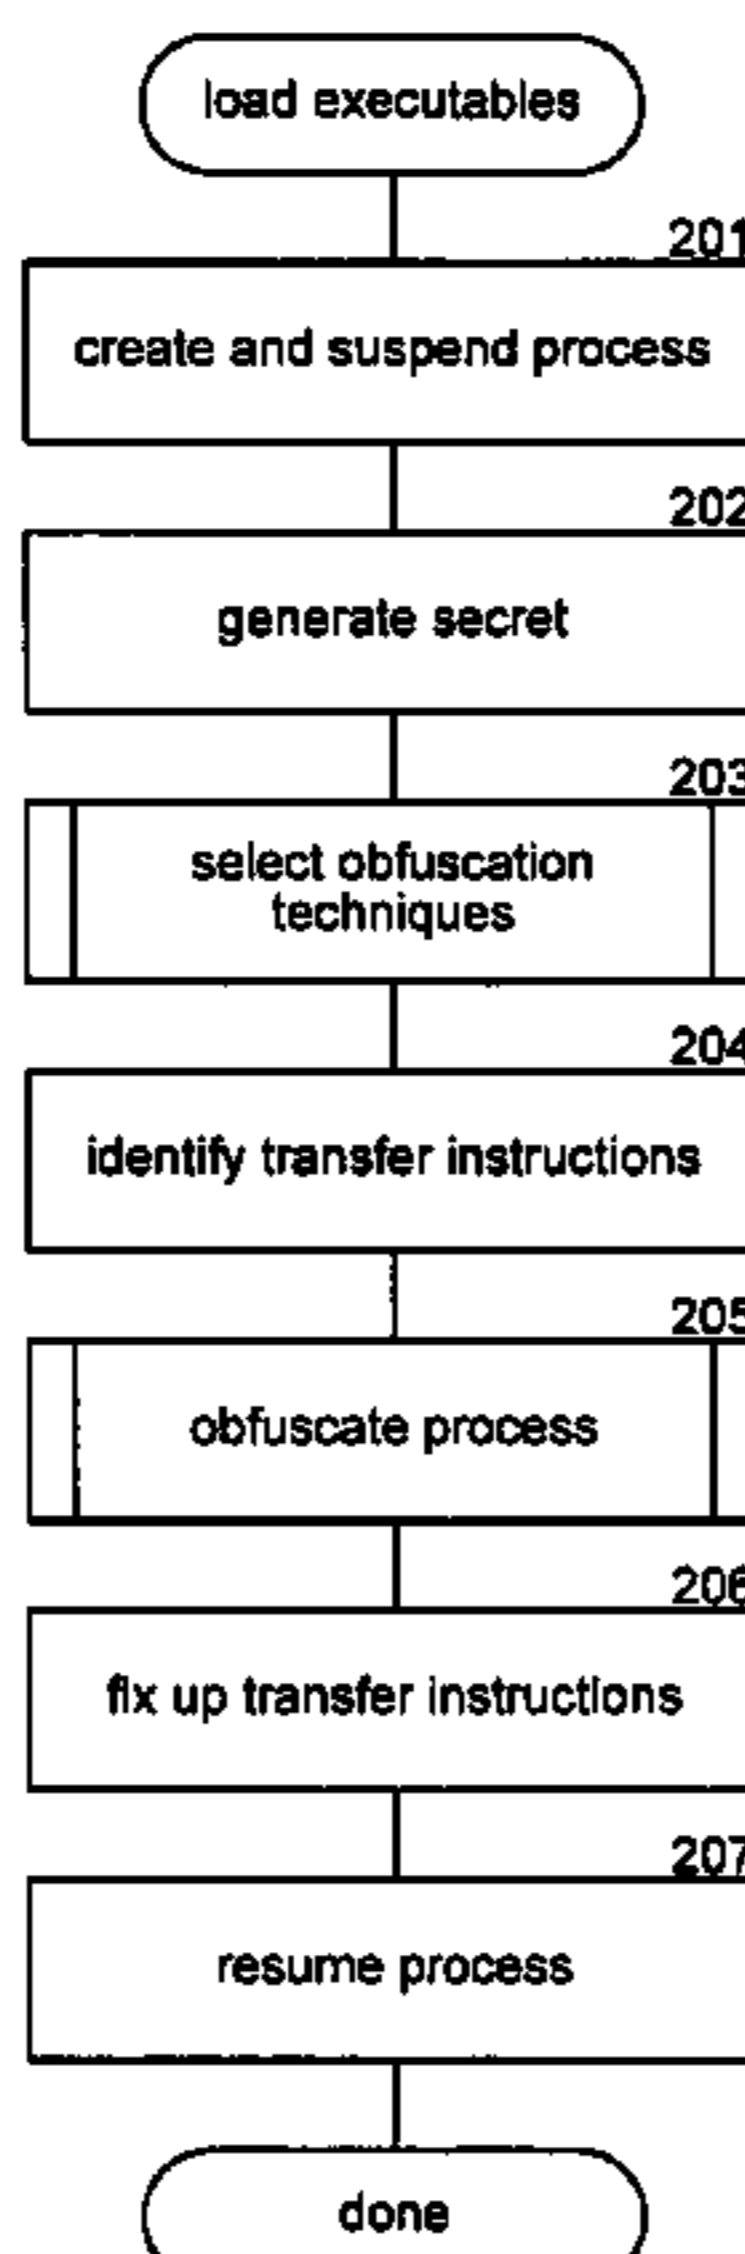 load executables
201
create and suspend process
202
generate secret
203
select obfuscation
techniques
204
identify transfer instructions
205
obfuscate process
206
fix up transfer instructions
207
resume process
done